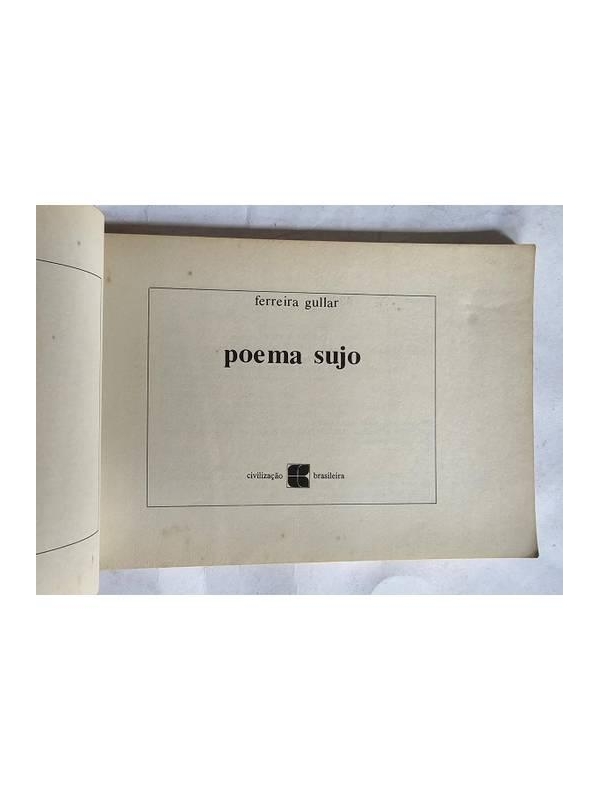 ferreira gullar
poema sujo
civilização brasileira